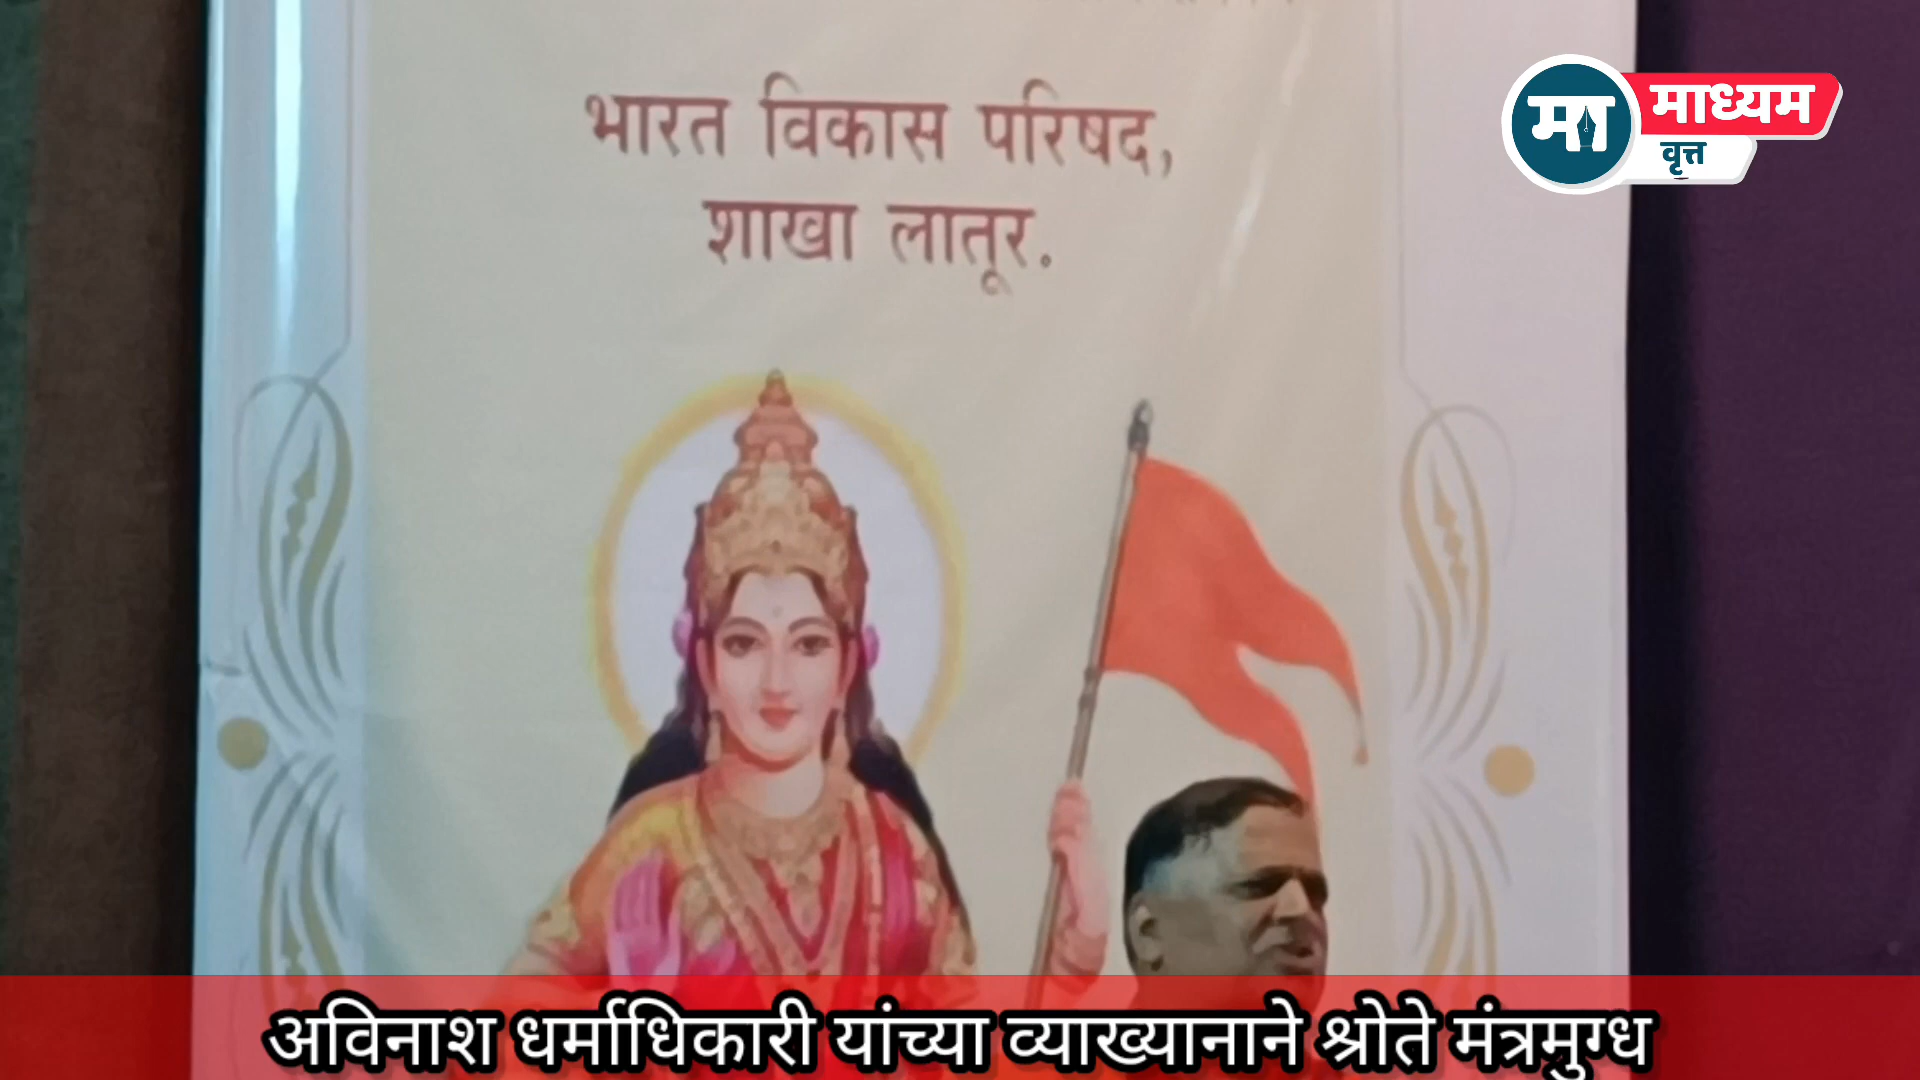 भारत विकास परिषद,
शाखा लातूर.
मा
माध्यम
वृत्त
अविनाश धर्माधिकारी यांच्या व्याख्यानाने श्रोते मंत्रमुग्ध